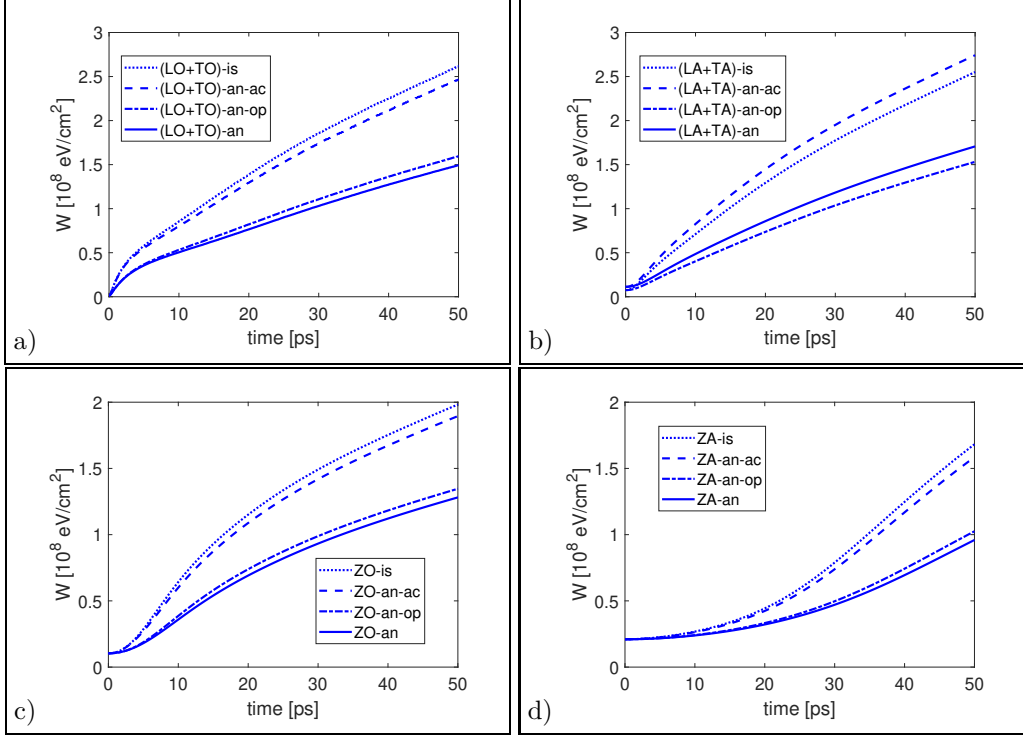 3
2.5
2
1.5
1
0.5
0
W [10^8 eV/cm^2]
(LO+TO)-is
(LO+TO)-an-ac
(LO+TO)-an-op
(LO+TO)-an
0 10 20 30 40 50
time [ps]
a)
3
2.5
2
1.5
1
0.5
0
W [10^8 eV/cm^2]
(LA+TA)-is
(LA+TA)-an-ac
(LA+TA)-an-op
(LA+TA)-an
0 10 20 30 40 50
time [ps]
b)
2
1.5
1
0.5
0
W [10^8 eV/cm^2]
ZO-is
ZO-an-ac
ZO-an-op
ZO-an
0 10 20 30 40 50
time [ps]
c)
2
1.5
1
0.5
0
W [10^8 eV/cm^2]
ZA-is
ZA-an-ac
ZA-an-op
ZA-an
0 10 20 30 40 50
time [ps]
d)